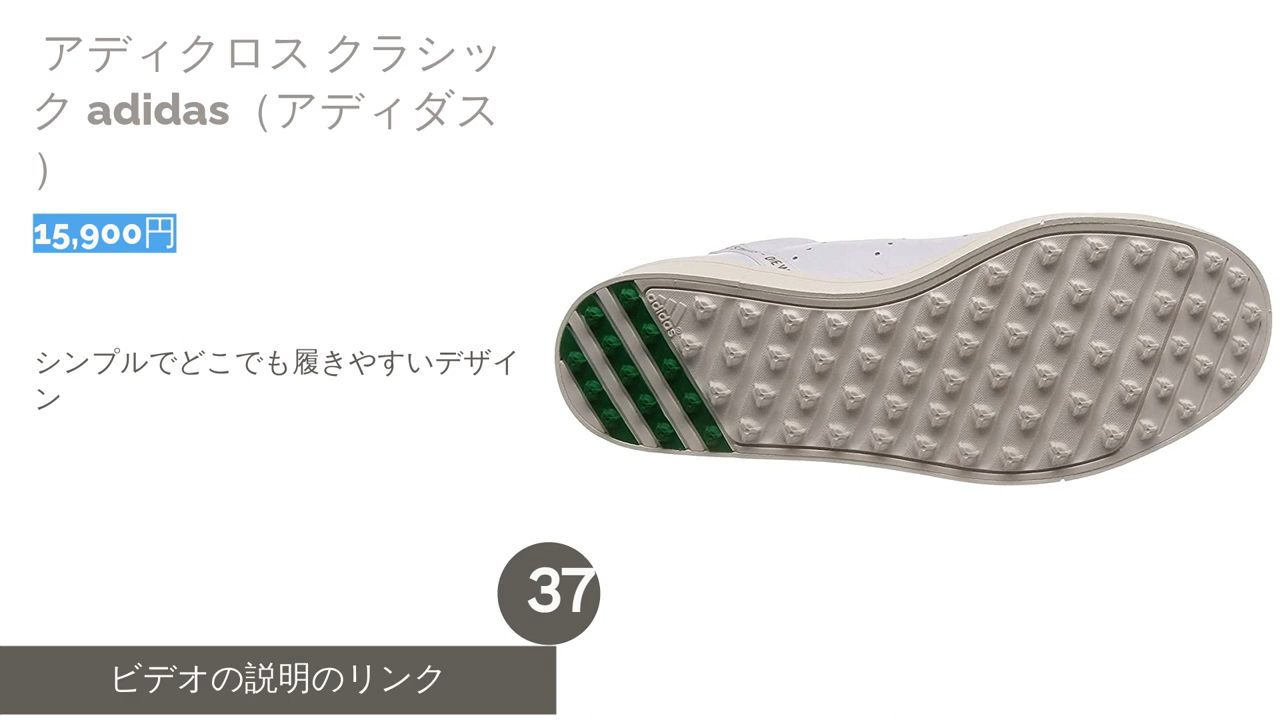 アディクロス クラシッ
ク adidas（アディダス
）
15,900円
シンプルでどこでも履きやすいデザイ
ン
adidas
37
ビデオの説明のリンク